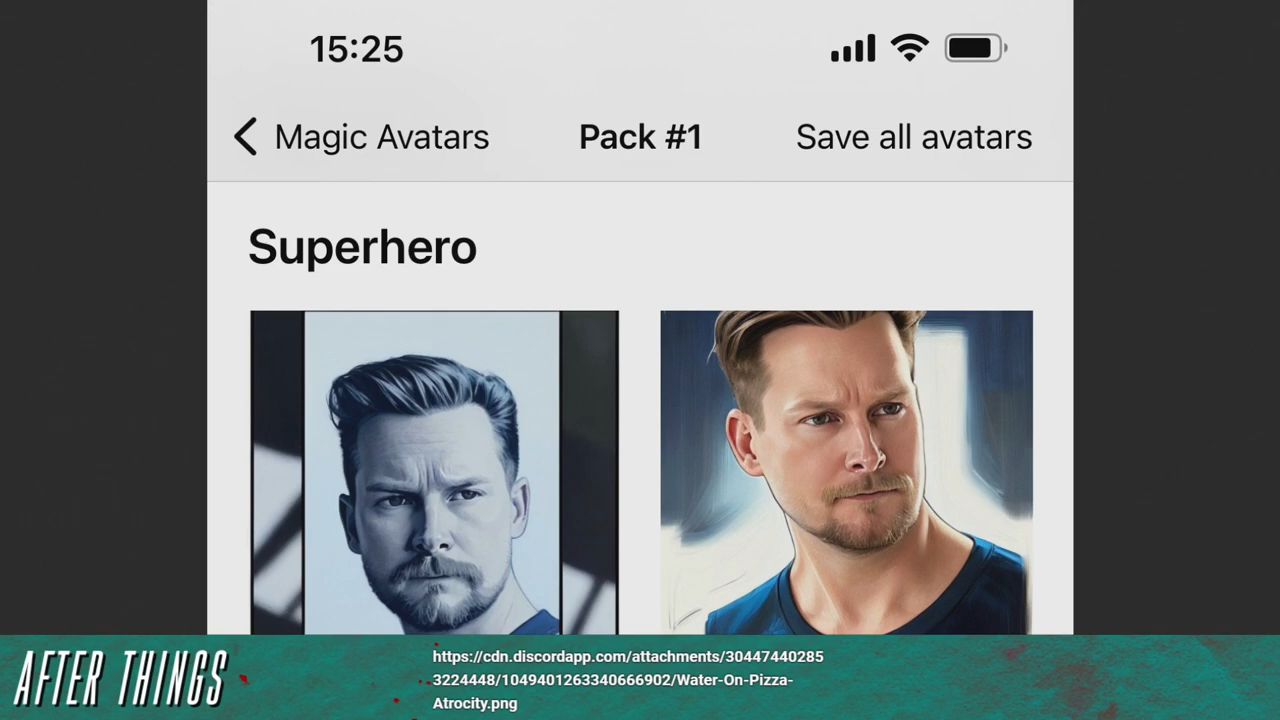 15:25
Magic Avatars
Pack #1
Save all avatars
Superhero
AFTER THINGS
https://cdn.discordapp.com/attachments/30447440285
3224448/1049401263340666902/Water-On-Pizza-
Atrocity.png